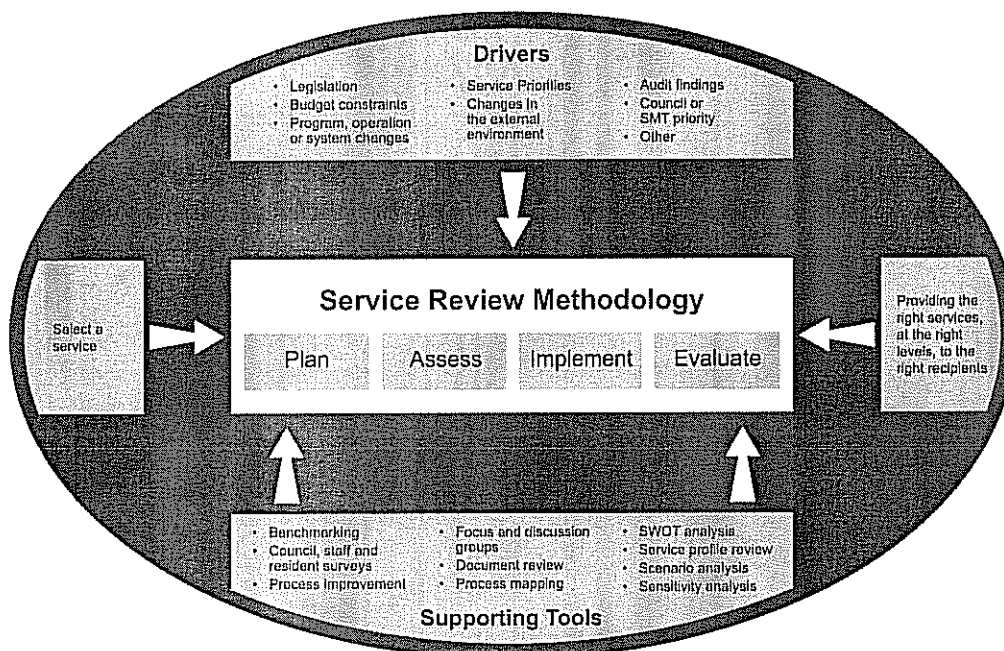 Drivers
• Legislation
• Budget constraints
• Program, operation
or system changes
• Service Priorities
• Changes in
the external
environment
• Audit findings
• Council or
SMT priority
• Other
Select a
service
Service Review Methodology
Plan
Assess
Implement
Evaluate
Providing the
right services,
at the right
levels, to the
right recipients
• Benchmarking
• Council, staff and
resident surveys
• Process Improvement
• Focus and discussion
groups
• Document review
• Process mapping
• SWOT analysis
• Service profile review
• Scenario analysis
• Sensitivity analysis
Supporting Tools